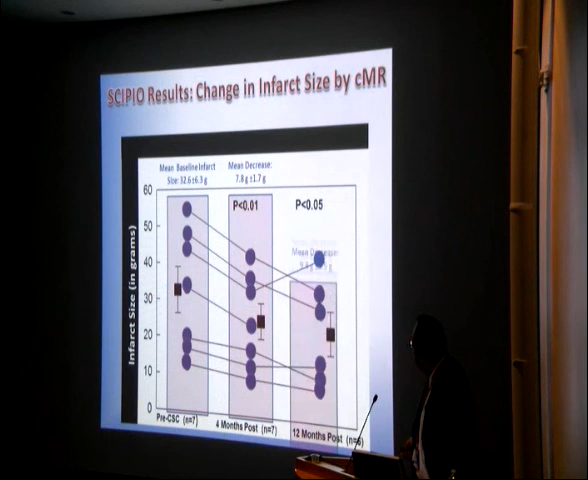 SCIPIO Results: Change in Infarct Size by cMR
Mean Baseline Infarct
Size: 32.6±6.3 g
Mean Decrease:
7.8 g ±1.7 g
60
50
40
30
20
10
0
Infarct Size (in grams)
P<0.01
P<0.05
Mean Decrease:
Pre-CSC (n=7)
4 Months Post (n=7)
12 Months Post (n=6)